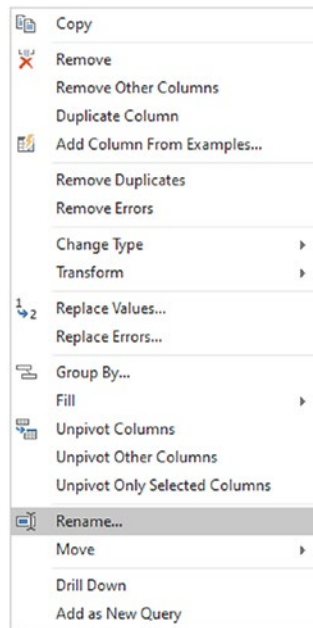 Copy
Remove
Remove Other Columns
Duplicate Column
Add Column From Examples...
Remove Duplicates
Remove Errors
Change Type
Transform
Replace Values...
Replace Errors...
Group By...
Fill
Unpivot Columns
Unpivot Other Columns
Unpivot Only Selected Columns
Rename...
Move
Drill Down
Add as New Query